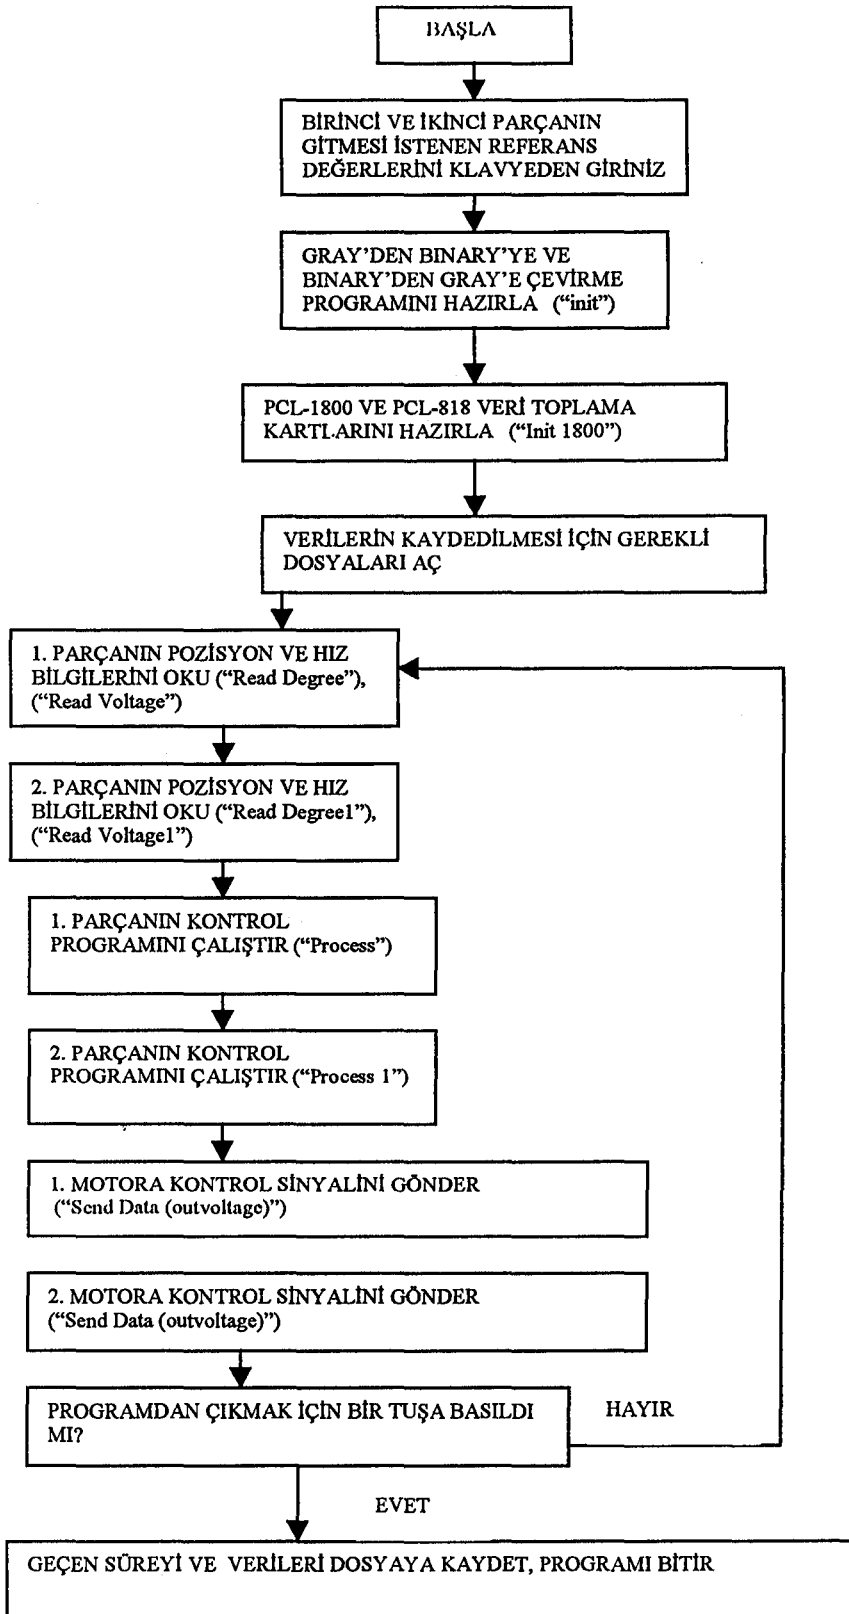 BAŞLA
BİRİNCİ VE İKİNCİ PARÇANIN
GİTMESİ İSTENEN REFERANS
DEĞERLERİNİ KLAVYEDEN GİRİNİZ
GRAY'DEN BINARY'YE VE
BINARY'DEN GRAY'E ÇEVİRME
PROGRAMINI HAZIRLA (“init”)
PCL-1800 VE PCL-818 VERİ TOPLAMA
KARTLARINI HAZIRLA (“Init 1800”)
VERİLERİN KAYDEDİLMESİ İÇİN GEREKLİ
DOSYALARI AÇ
1. PARÇANIN POZİSYON VE HIZ
BİLGİLERİNİ OKU (“Read Degree”),
(“Read Voltage”)
2. PARÇANIN POZİSYON VE HIZ
BİLGİLERİNİ OKU (“Read Degree1”),
(“Read Voltage1”)
1. PARÇANIN KONTROL
PROGRAMINI ÇALIŞTIR (“Process”)
2. PARÇANIN KONTROL
PROGRAMINI ÇALIŞTIR (“Process 1”)
1. MOTORA KONTROL SİNYALİNİ GÖNDER
(“Send Data (outvoltage)”)
2. MOTORA KONTROL SİNYALİNİ GÖNDER
(“Send Data (outvoltage)”)
PROGRAMDAN ÇIKMAK İÇİN BİR TUŞA BASILDI
MI?
HAYIR
EVET
GEÇEN SÜREYİ VE VERİLERİ DOSYAYA KAYDET, PROGRAMI BİTİR